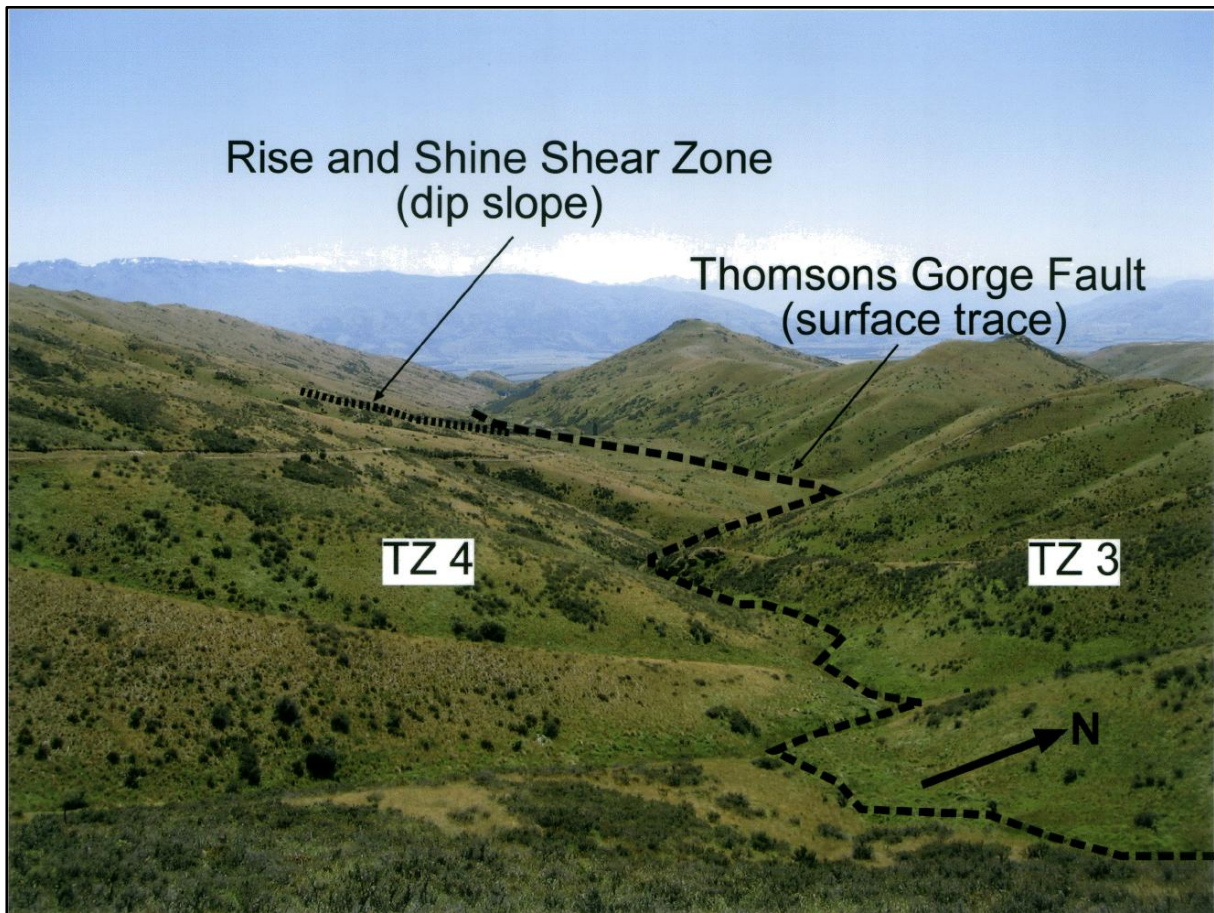 Rise and Shine Shear Zone
(dip slope)
Thomsons Gorge Fault
(surface trace)
TZ 4
TZ 3
N